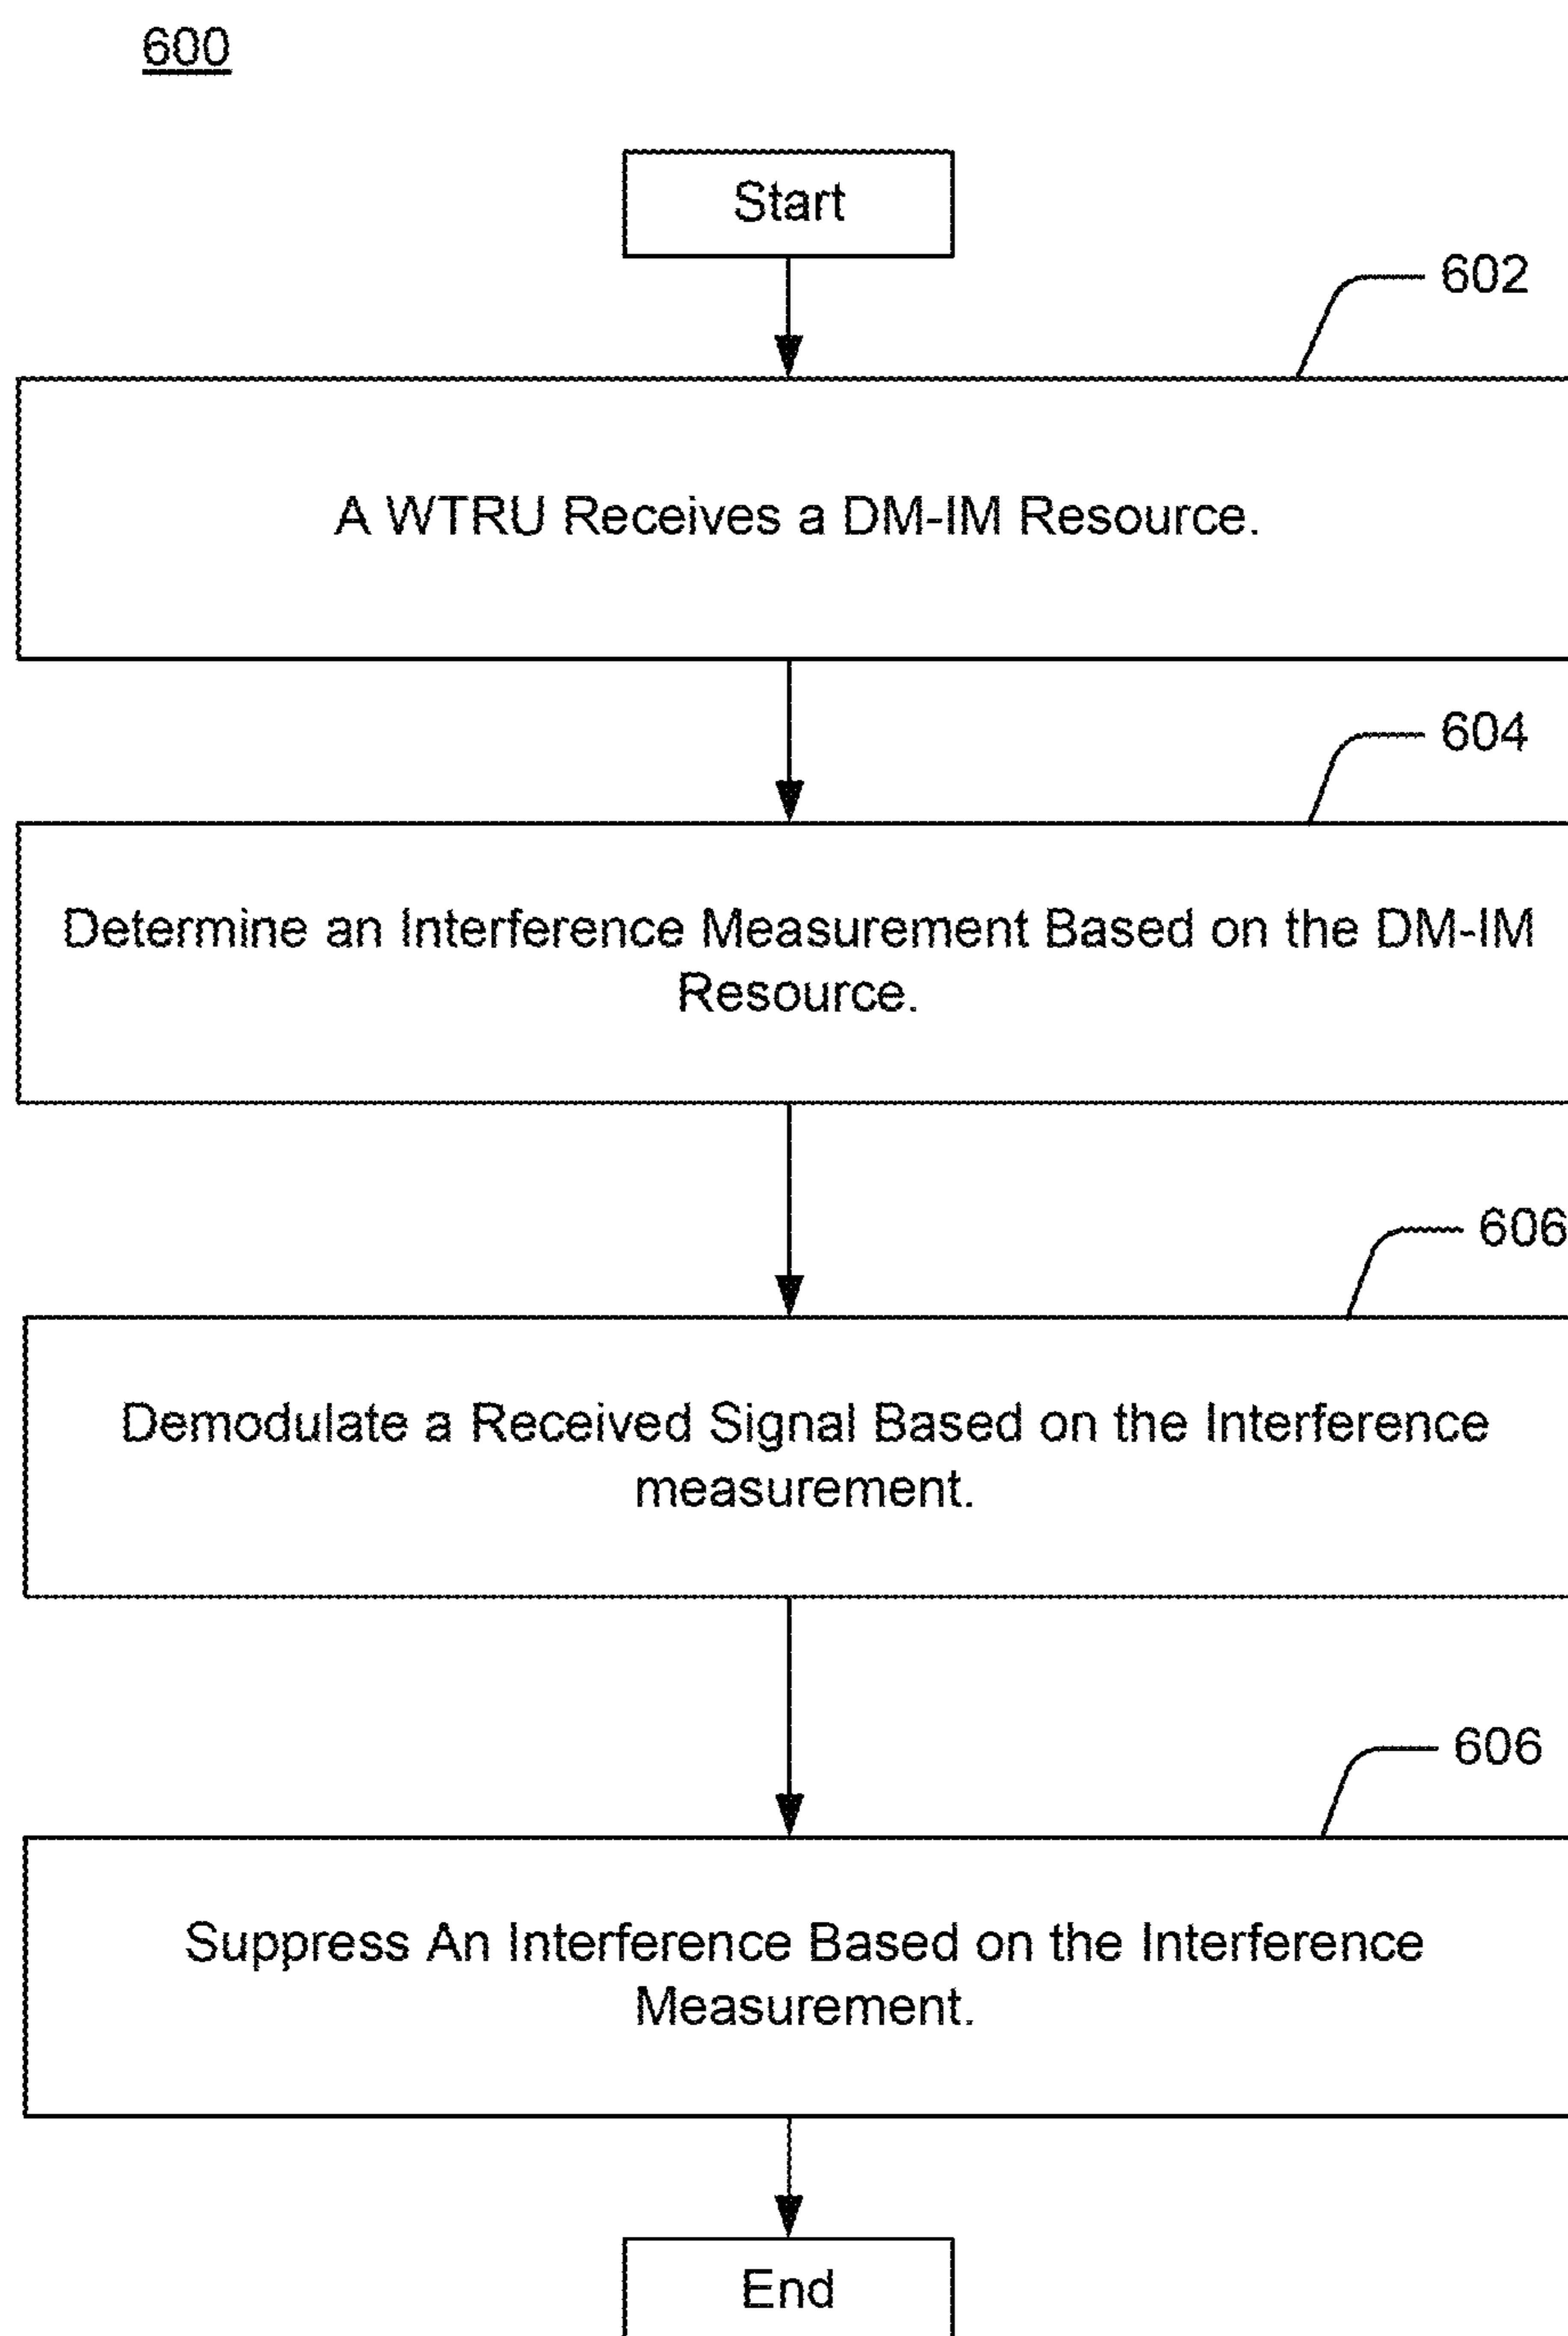 600
Start
602
A WTRU Receives a DM-IM Resource.
604
Determine an Interference Measurement Based on the DM-IM
Resource.
606
Demodulate a Received Signal Based on the Interference
measurement.
606
Suppress An Interference Based on the Interference
Measurement.
End